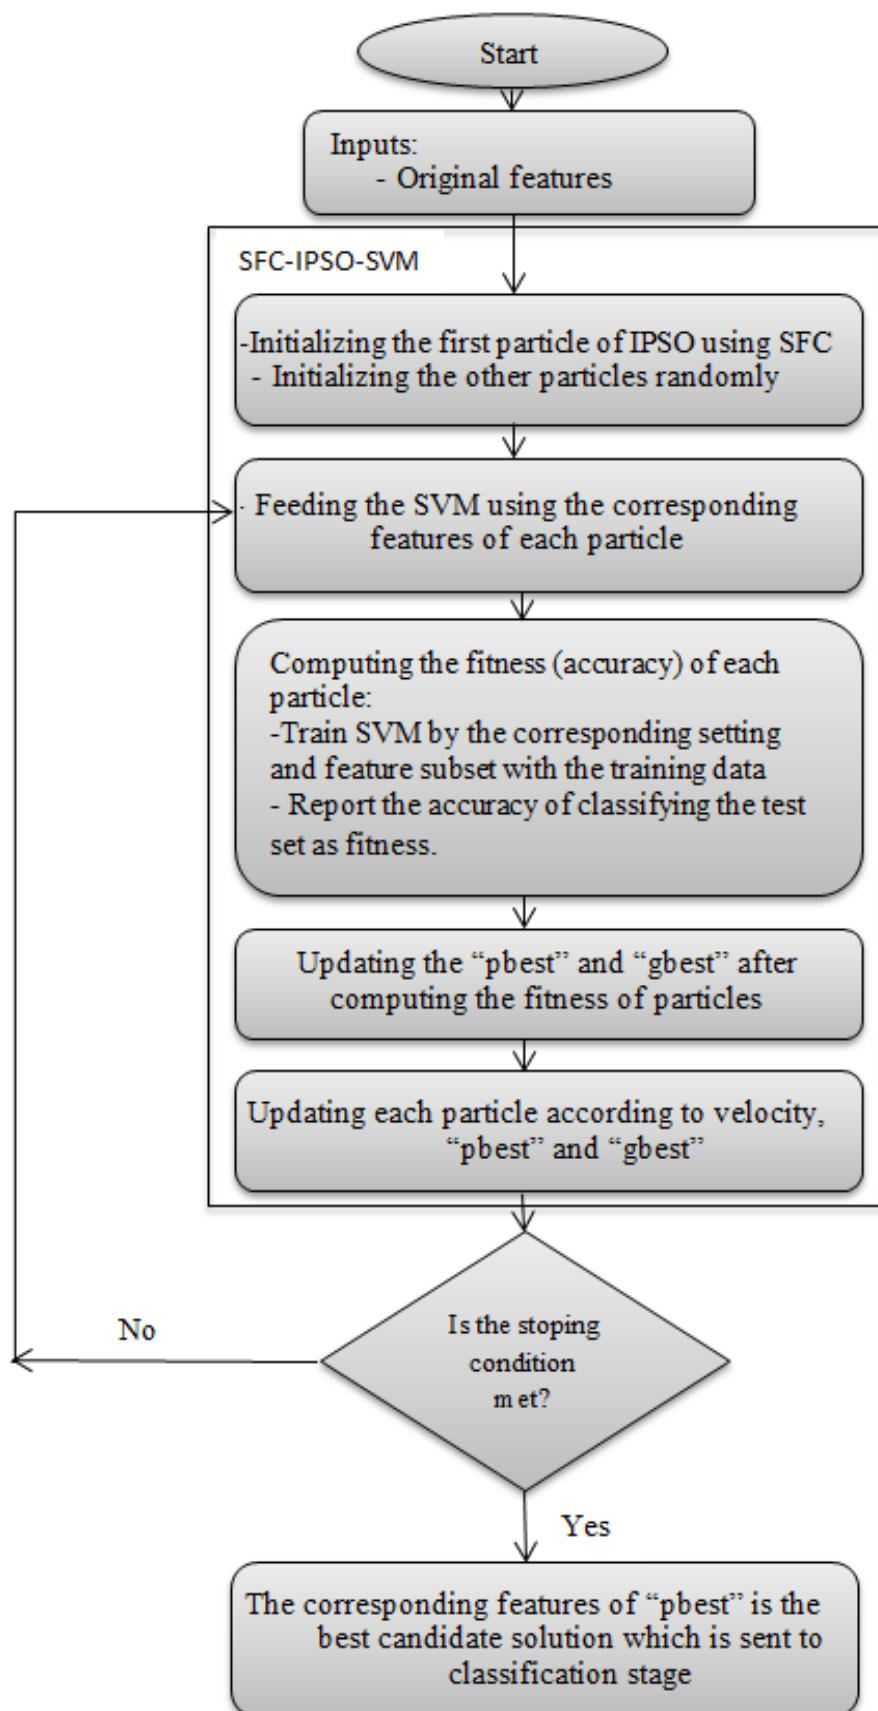 Start
Inputs:
- Original features
SFC-IPSO-SVM
-Initializing the first particle of IPSO using SFC
- Initializing the other particles randomly
· Feeding the SVM using the corresponding
features of each particle
Computing the fitness (accuracy) of each
particle:
-Train SVM by the corresponding setting
and feature subset with the training data
- Report the accuracy of classifying the test
set as fitness.
Updating the “pbest” and “gbest” after
computing the fitness of particles
Updating each particle according to velocity,
“pbest” and “gbest”
Is the stoping
condition
met?
No
Yes
The corresponding features of “pbest” is the
best candidate solution which is sent to
classification stage